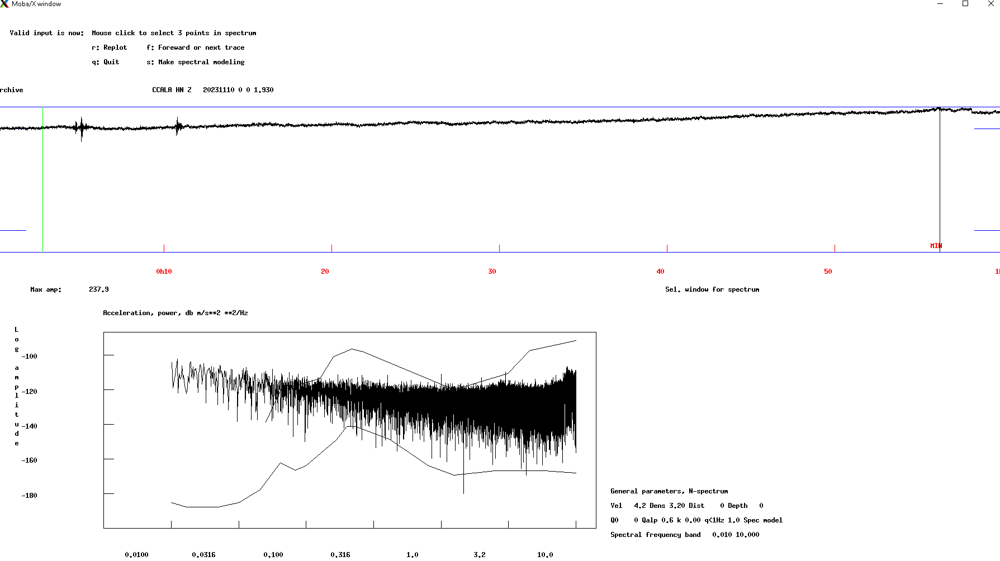 Moba/X window
Valid input is now: Mouse click to select 3 points in spectrum
r: Replot f: Foreward or next trace
q: Quit s: Make spectral modeling
rchive CCALA HN Z 20231110 0 0 1.930
MIN
0h10 20 30 40 50 1h
Max amp: 237.9 Sel. window for spectrum
Acceleration, power, db m/s**2 **2/Hz
Log amplitude
-100
-120
-140
-160
-180
General parameters, N-spectrum
Vel 4.2 Dens 3.20 Dist 0 Depth 0
Q0 0 Qalp 0.6 k 0.00 q<1Hz 1.0 Spec model
Spectral frequency band 0.010 10.000
0.0100 0.0316 0.100 0.316 1.0 3.2 10.0